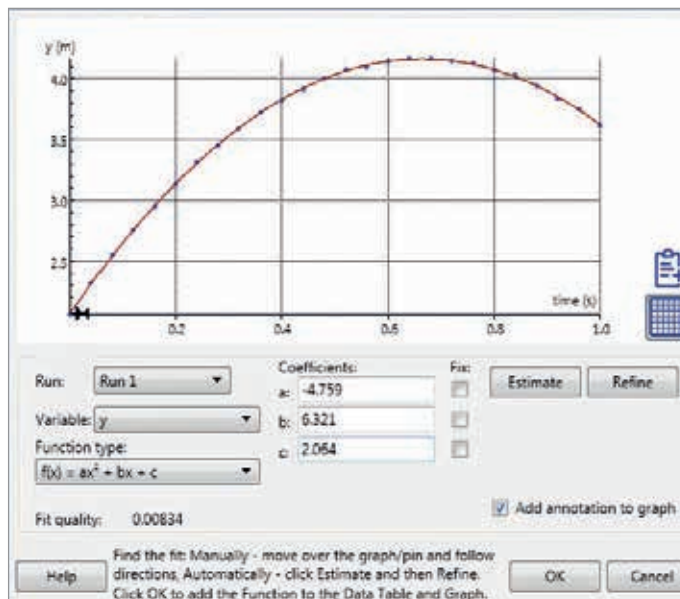 y (m)
4.0
3.5
3.0
2.5
time (s)
0.2 0.4 0.6 0.8 1.0
Run: Run 1
Variable: y
Function type:
f(x) = ax² + bx + c
Fit quality: 0.00834
Coefficients: Fix:
a: -4.759
b: 6.321
c: 2.064
Estimate Refine
Add annotation to graph
Help
Find the fit: Manually - move over the graph/pin and follow
directions, Automatically - click Estimate and then Refine.
Click OK to add the Function to the Data Table and Graph.
OK Cancel